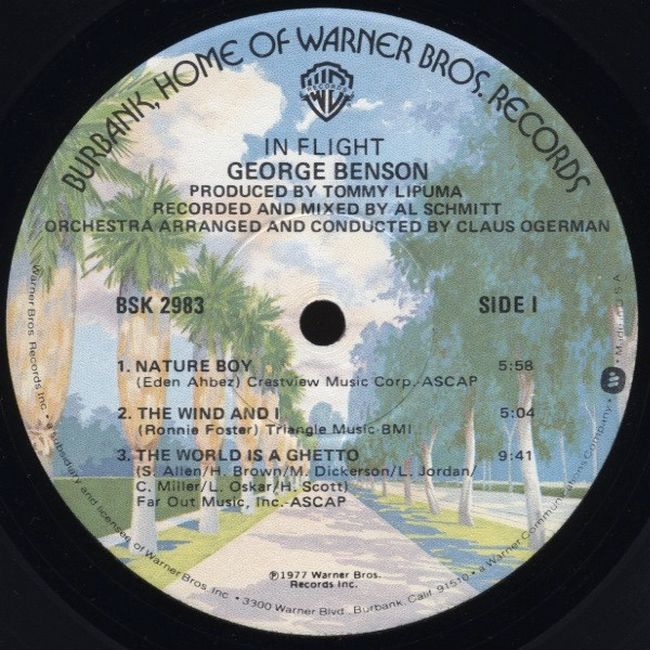 BURBANK, HOME OF WARNER BROS. RECORDS
WB
RECORDS
IN FLIGHT
GEORGE BENSON
PRODUCED BY TOMMY LIPUMA
RECORDED AND MIXED BY AL SCHMITT
ORCHESTRA ARRANGED AND CONDUCTED BY CLAUS OGERMAN
BSK 2983
SIDE I
1. NATURE BOY 5:58
(Eden Ahbez) Crestview Music Corp.-ASCAP
2. THE WIND AND I 5:04
(Ronnie Foster) Triangle Music-BMI
3. THE WORLD IS A GHETTO 9:41
(S. Allen/H. Brown/M. Dickerson/L. Jordan/
C. Miller/L. Oskar/H. Scott)
Far Out Music, Inc.-ASCAP
℗1977 Warner Bros.
Records Inc.
Warner Bros. Records Inc. • a subsidiary and licensee of Warner Bros. Inc. • 3300 Warner Blvd., Burbank, Calif. 91510 • a Warner Communications Company • Made in U.S.A.